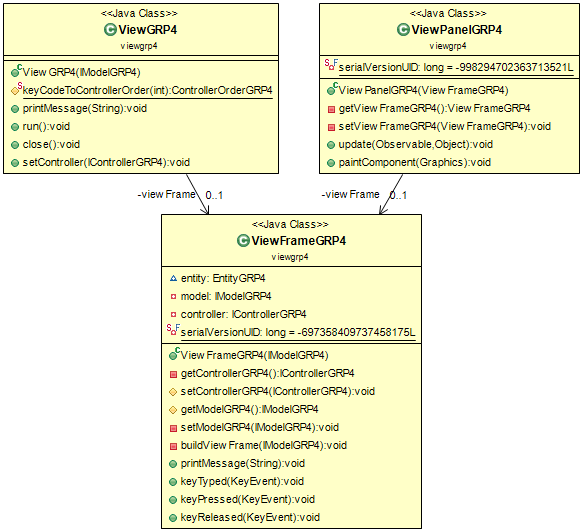 <<Java Class>>
ViewGRP4
viewgrp4
View GRP4(IModelGRP4)
keyCodeToControllerOrder(int):ControllerOrderGRP4
printMessage(String):void
run():void
close():void
setController(IControllerGRP4):void
<<Java Class>>
ViewPanelGRP4
viewgrp4
serialVersionUID: long = -998294702363713521L
View PanelGRP4(View FrameGRP4)
getView FrameGRP4():View FrameGRP4
setView FrameGRP4(View FrameGRP4):void
update(Observable,Object):void
paintComponent(Graphics):void
-view Frame 0..1
-view Frame 0..1
<<Java Class>>
ViewFrameGRP4
viewgrp4
entity: EntityGRP4
model: IModelGRP4
controller: IControllerGRP4
serialVersionUID: long = -697358409737458175L
View FrameGRP4(IModelGRP4)
getControllerGRP4():IControllerGRP4
setControllerGRP4(IControllerGRP4):void
getModelGRP4():IModelGRP4
setModelGRP4(IModelGRP4):void
buildView Frame(IModelGRP4):void
printMessage(String):void
keyTyped(KeyEvent):void
keyPressed(KeyEvent):void
keyReleased(KeyEvent):void